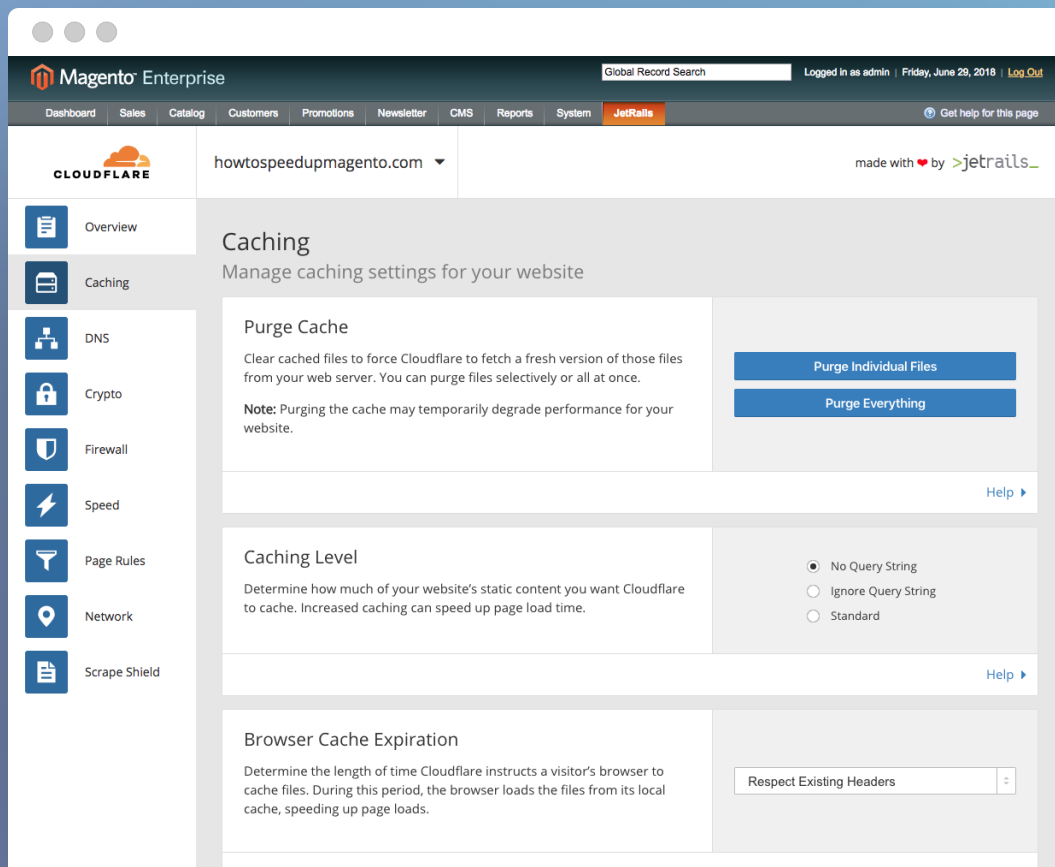 Magento Enterprise
Global Record Search
Logged in as admin | Friday, June 29, 2018 | Log Out
Dashboard Sales Catalog Customers Promotions Newsletter CMS Reports System JetRails
Get help for this page
CLOUDFLARE
howtospeedupmagento.com
made with ❤ by >jetrails_
Overview
Caching
DNS
Crypto
Firewall
Speed
Page Rules
Network
Scrape Shield
Caching
Manage caching settings for your website
Purge Cache
Clear cached files to force Cloudflare to fetch a fresh version of those files
from your web server. You can purge files selectively or all at once.
Note: Purging the cache may temporarily degrade performance for your
website.
Purge Individual Files
Purge Everything
Help
Caching Level
Determine how much of your website's static content you want Cloudflare
to cache. Increased caching can speed up page load time.
No Query String
Ignore Query String
Standard
Help
Browser Cache Expiration
Determine the length of time Cloudflare instructs a visitor's browser to
cache files. During this period, the browser loads the files from its local
cache, speeding up page loads.
Respect Existing Headers